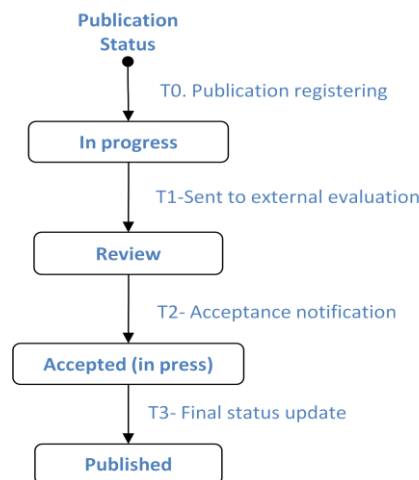 Publication
Status
T0. Publication registering
In progress
T1-Sent to external evaluation
Review
T2- Acceptance notification
Accepted (in press)
T3- Final status update
Published